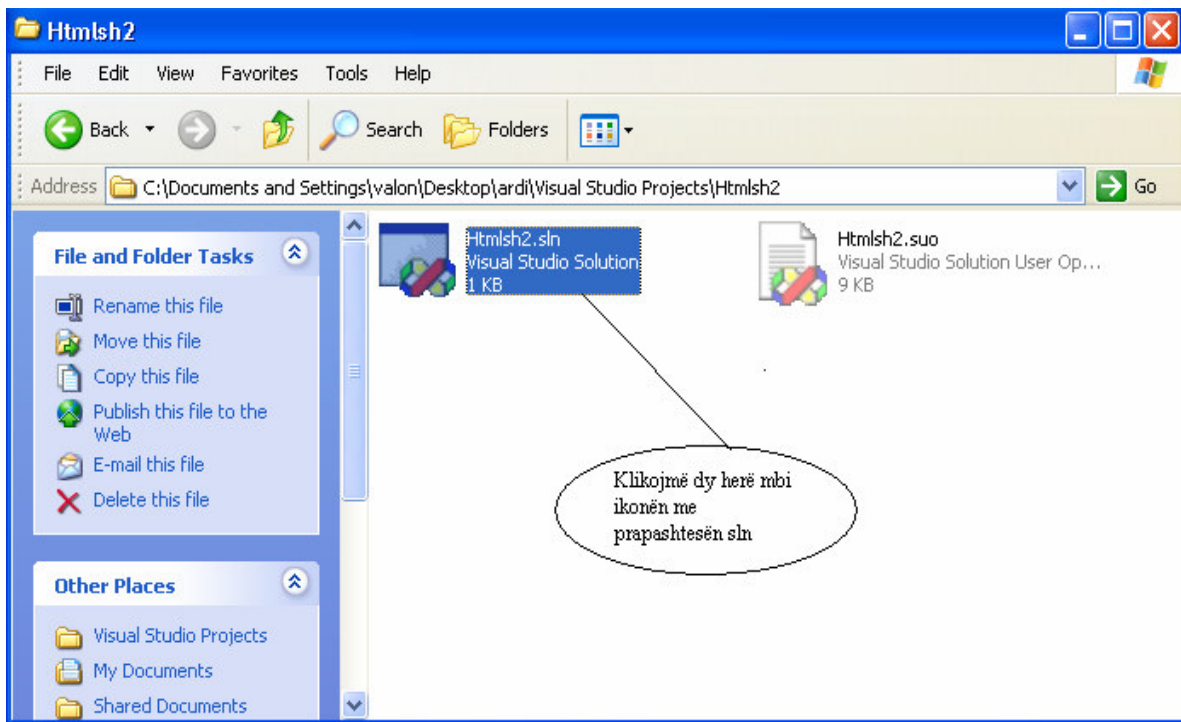 Htmlsh2
File Edit View Favorites Tools Help
Back Search Folders
Address C:\Documents and Settings\valon\Desktop\ardi\Visual Studio Projects\Htmlsh2 Go
File and Folder Tasks
Rename this file
Move this file
Copy this file
Publish this file to the
Web
E-mail this file
Delete this file
Other Places
Visual Studio Projects
My Documents
Shared Documents
Htmlsh2.sln
Visual Studio Solution
1 KB
Htmlsh2.suo
Visual Studio Solution User Op...
9 KB
Klikojmë dy herë mbi
ikonën me
prapashtesën sln